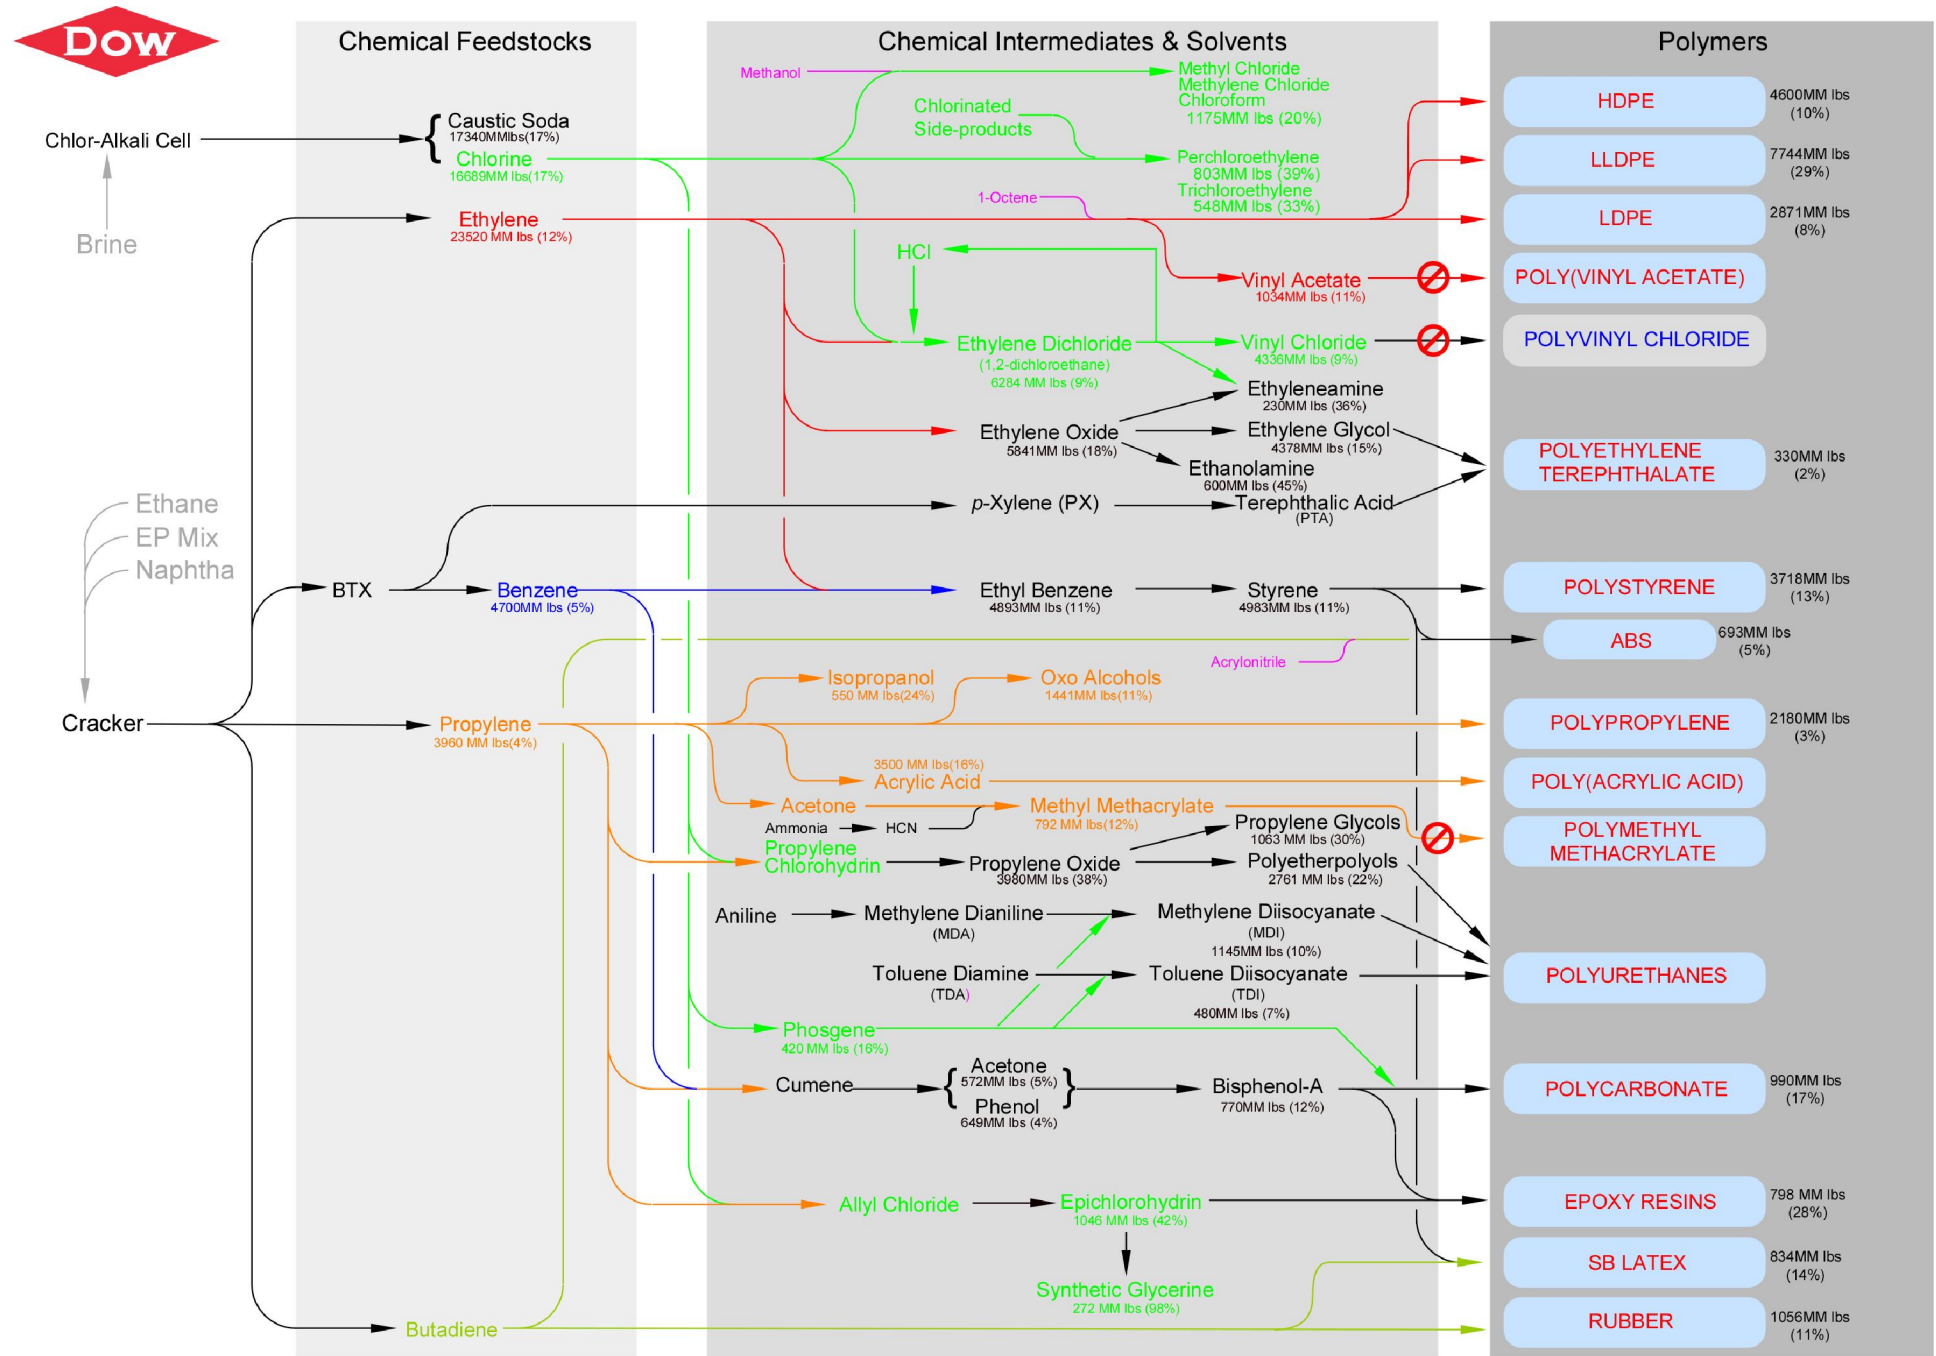 Dow
Chemical Feedstocks
Chemical Intermediates & Solvents
Polymers
Methanol
Methyl Chloride
Methylene Chloride
Chloroform
1175MM lbs (20%)
HDPE
4600MM lbs
(10%)
Chlor-Alkali Cell
Caustic Soda
17340MMlbs(17%)
Chlorine
16689MM lbs(17%)
Chlorinated
Side-products
Perchloroethylene
803MM lbs (39%)
Trichloroethylene
548MM lbs (33%)
LLDPE
7744MM lbs
(29%)
1-Octene
Brine
Ethylene
23520 MM lbs (12%)
LDPE
2871MM lbs
(8%)
HCl
Vinyl Acetate
1034MM lbs (11%)
POLY(VINYL ACETATE)
Ethylene Dichloride
(1,2-dichloroethane)
6284 MM lbs (9%)
Vinyl Chloride
4336MM lbs (9%)
POLYVINYL CHLORIDE
Ethyleneamine
230MM lbs (36%)
Ethylene Oxide
5841MM lbs (18%)
Ethylene Glycol
4378MM lbs (15%)
Ethanolamine
600MM lbs (45%)
POLYETHYLENE
TEREPHTHALATE
330MM lbs
(2%)
Ethane
EP Mix
Naphtha
p-Xylene (PX)
Terephthalic Acid
(PTA)
BTX
Benzene
4700MM lbs (5%)
Ethyl Benzene
4893MM lbs (11%)
Styrene
4983MM lbs (11%)
POLYSTYRENE
3718MM lbs
(13%)
ABS
693MM lbs
(5%)
Acrylonitrile
Isopropanol
550 MM lbs(24%)
Oxo Alcohols
1441MM lbs(11%)
Cracker
Propylene
3960 MM lbs(4%)
POLYPROPYLENE
2180MM lbs
(3%)
3500 MM lbs(16%)
Acrylic Acid
POLY(ACRYLIC ACID)
Acetone
Methyl Methacrylate
792 MM lbs(12%)
Ammonia
HCN
POLYMETHYL
METHACRYLATE
Propylene
Chlorohydrin
Propylene Oxide
3980MM lbs (38%)
Propylene Glycols
1063 MM lbs (30%)
Polyetherpolyols
2761 MM lbs (22%)
Aniline
Methylene Dianiline
(MDA)
Methylene Diisocyanate
(MDI)
1145MM lbs (10%)
Toluene Diamine
(TDA)
Toluene Diisocyanate
(TDI)
480MM lbs (7%)
POLYURETHANES
Phosgene
420 MM lbs (16%)
Cumene
Acetone
572MM lbs (5%)
Phenol
649MM lbs (4%)
Bisphenol-A
770MM lbs (12%)
POLYCARBONATE
990MM lbs
(17%)
Allyl Chloride
Epichlorohydrin
1046 MM lbs (42%)
EPOXY RESINS
798 MM lbs
(28%)
Synthetic Glycerine
272 MM lbs (98%)
SB LATEX
834MM lbs
(14%)
Butadiene
RUBBER
1056MM lbs
(11%)